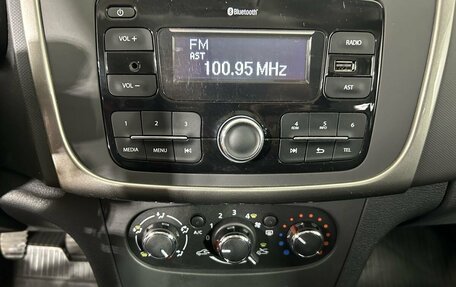 Bluetooth
VOL +
FM
RADIO
AST
100.95 MHz
VOL −
AST
1 2 3 4 5 6
MEDIA MENU TEL
A/C
2 3 4